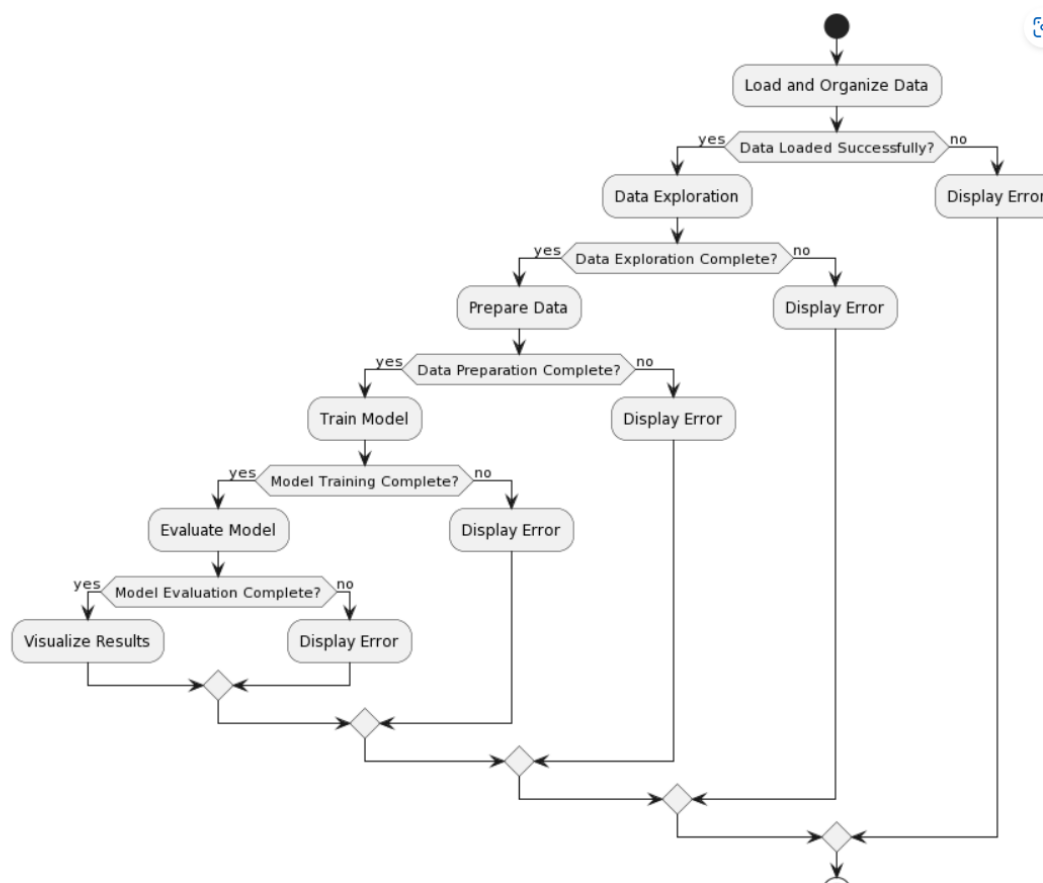 Load and Organize Data
yes
Data Loaded Successfully?
no
Data Exploration
Display Error
yes
Data Exploration Complete?
no
Prepare Data
Display Error
yes
Data Preparation Complete?
no
Train Model
Display Error
yes
Model Training Complete?
no
Evaluate Model
Display Error
yes
Model Evaluation Complete?
no
Visualize Results
Display Error